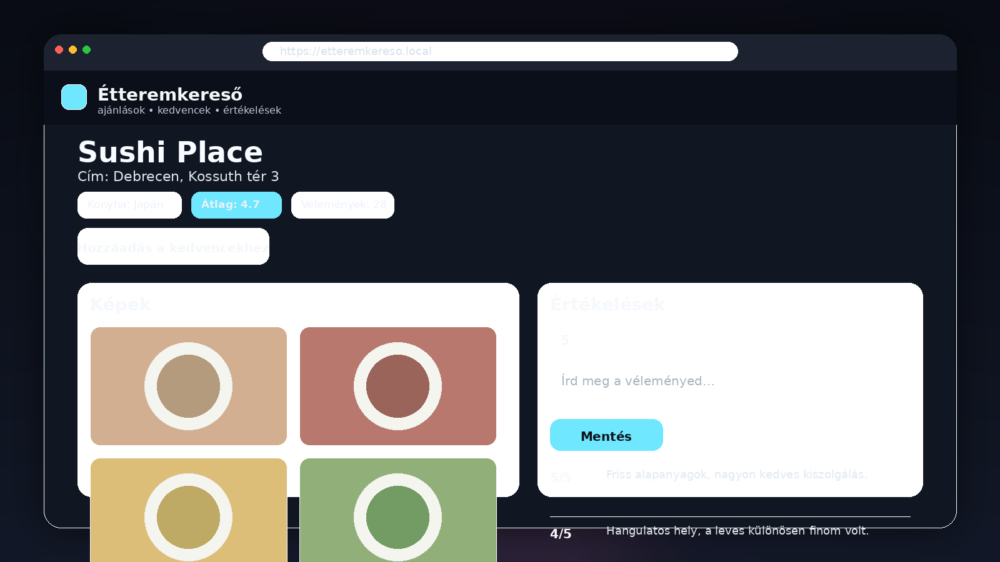 https://etteremkereso.local
Étteremkereső
ajánlások • kedvencek • értékelések
Sushi Place
Cím: Debrecen, Kossuth tér 3
Konyha: Japán
Átlag: 4.7
Vélemények: 28
Hozzáadás a kedvencekhez
Képek
Értékelések
5
Írd meg a véleményed…
Mentés
5/5
Friss alapanyagok, nagyon kedves kiszolgálás.
4/5
Hangulatos hely, a leves különösen finom volt.